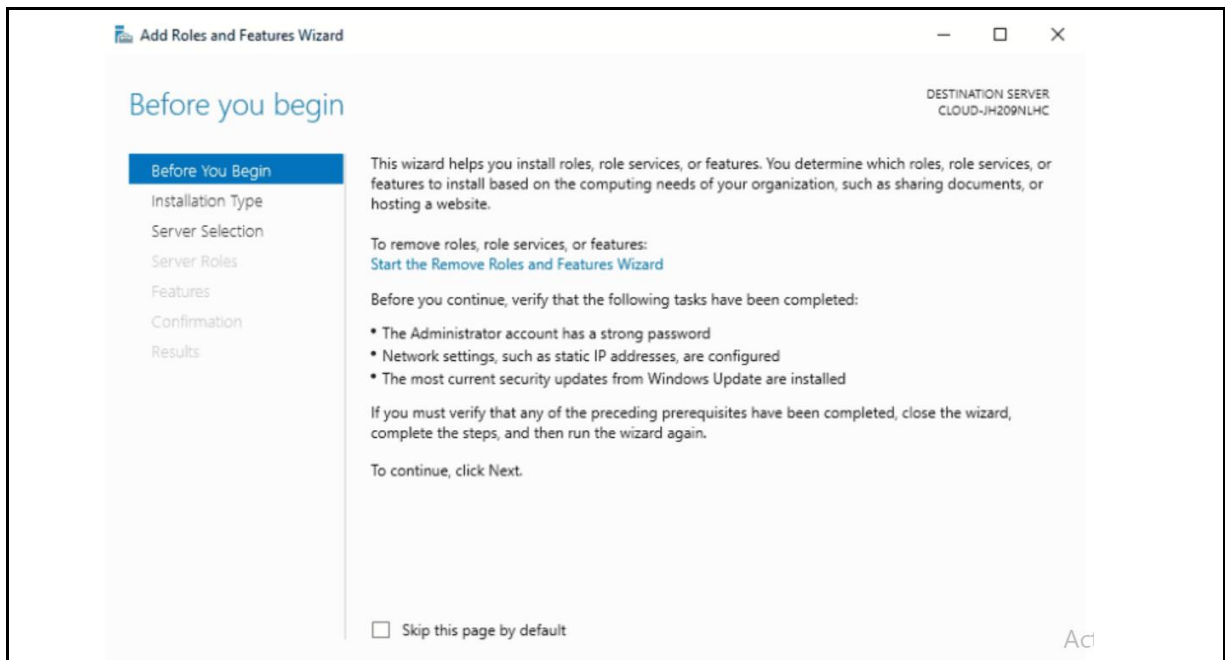 Add Roles and Features Wizard
Before you begin
DESTINATION SERVER
CLOUD-JH209NLHC
Before You Begin
Installation Type
Server Selection
Server Roles
Features
Confirmation
Results
This wizard helps you install roles, role services, or features. You determine which roles, role services, or
features to install based on the computing needs of your organization, such as sharing documents, or
hosting a website.
To remove roles, role services, or features:
Start the Remove Roles and Features Wizard
Before you continue, verify that the following tasks have been completed:
• The Administrator account has a strong password
• Network settings, such as static IP addresses, are configured
• The most current security updates from Windows Update are installed
If you must verify that any of the preceding prerequisites have been completed, close the wizard,
complete the steps, and then run the wizard again.
To continue, click Next.
Skip this page by default